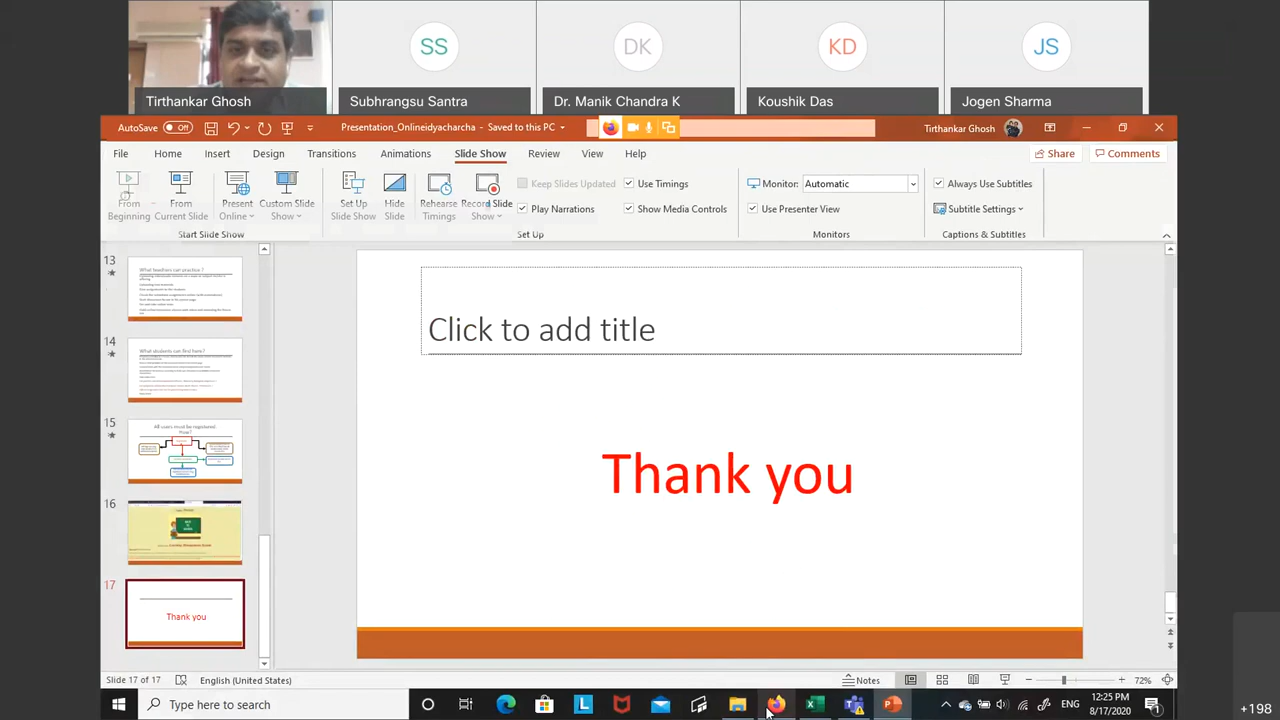 SS
DK
KD
JS
Tirthankar Ghosh
Subhrangsu Santra
Dr. Manik Chandra K
Koushik Das
Jogen Sharma
AutoSave
Off
Presentation_Onlineidyacharcha - Saved to this PC
Tirthankar Ghosh
File
Home
Insert
Design
Transitions
Animations
Slide Show
Review
View
Help
Share
Comments
From
Beginning
From
Current Slide
Present
Online
Custom Slide
Show
Set Up
Slide Show
Hide
Slide
Rehearse
Timings
Record Slide
Show
Keep Slides Updated
Play Narrations
Use Timings
Show Media Controls
Monitor:
Automatic
Use Presenter View
Always Use Subtitles
Subtitle Settings
Start Slide Show
Set Up
Monitors
Captions & Subtitles
13
What teachers can practice ?
14
What students can find here?
15
All users must be registered.
How?
16
17
Thank you
Click to add title
Thank you
Slide 17 of 17
English (United States)
Notes
72%
Type here to search
ENG
12:25 PM
8/17/2020
1
+198